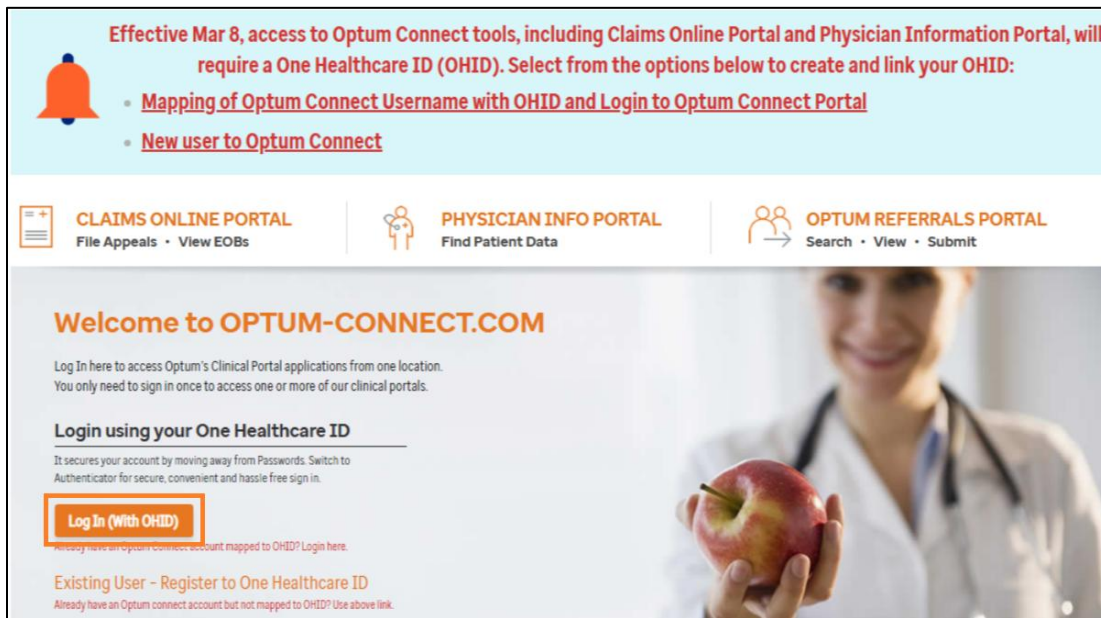 Effective Mar 8, access to Optum Connect tools, including Claims Online Portal and Physician Information Portal, will
require a One Healthcare ID (OHID). Select from the options below to create and link your OHID:
Mapping of Optum Connect Username with OHID and Login to Optum Connect Portal
New user to Optum Connect
CLAIMS ONLINE PORTAL
File Appeals • View EOBs
PHYSICIAN INFO PORTAL
Find Patient Data
OPTUM REFERRALS PORTAL
Search • View • Submit
Welcome to OPTUM-CONNECT.COM
Log In here to access Optum's Clinical Portal applications from one location.
You only need to sign in once to access one or more of our clinical portals.
Login using your One Healthcare ID
It secures your account by moving away from Passwords. Switch to
Authenticator for secure, convenient and hassle free sign in.
Log In (With OHID)
Already have an Optum Connect account mapped to OHID? Login here.
Existing User - Register to One Healthcare ID
Already have an Optum connect account but not mapped to OHID? Use above link.